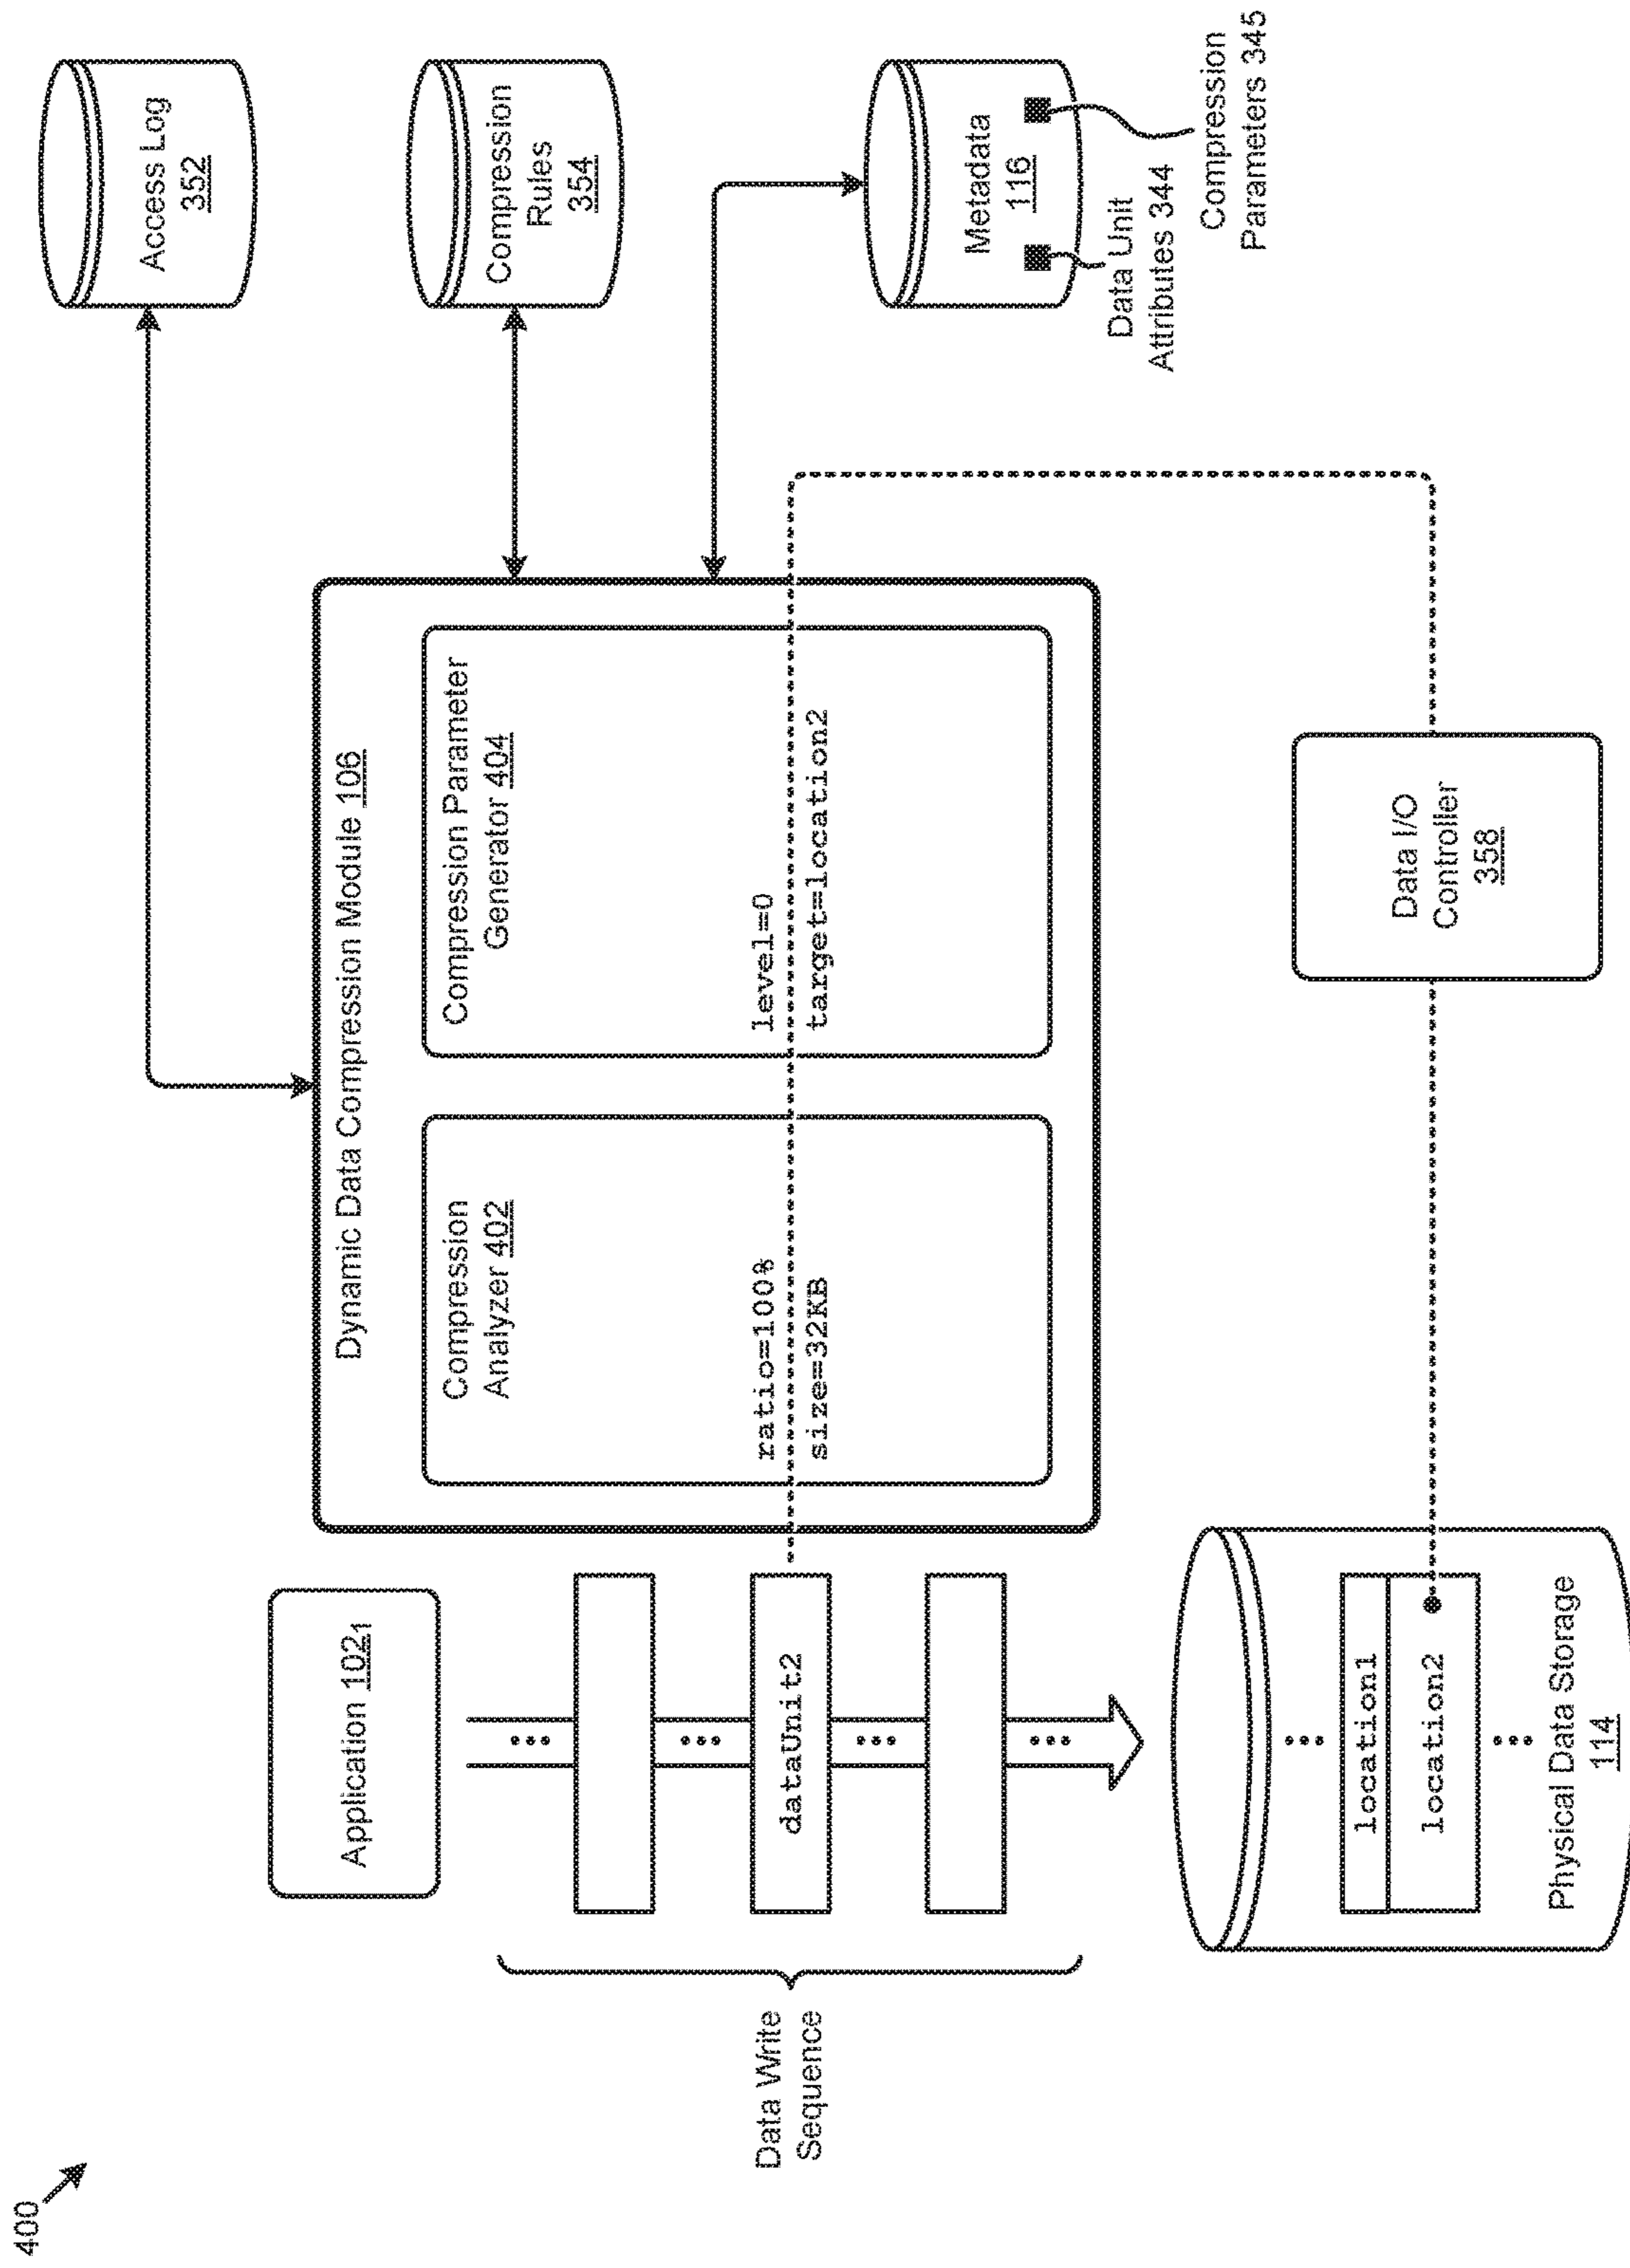 400
Application 102₁
Data Write
Sequence
dataUnit2
Dynamic Data Compression Module 106
Compression
Analyzer 402
ratio=100%
size=32KB
Compression Parameter
Generator 404
level=0
target=location2
Access Log
352
Compression
Rules
354
Metadata
116
Data Unit
Attributes 344
Compression
Parameters 345
Data I/O
Controller
358
location1
location2
Physical Data Storage
114